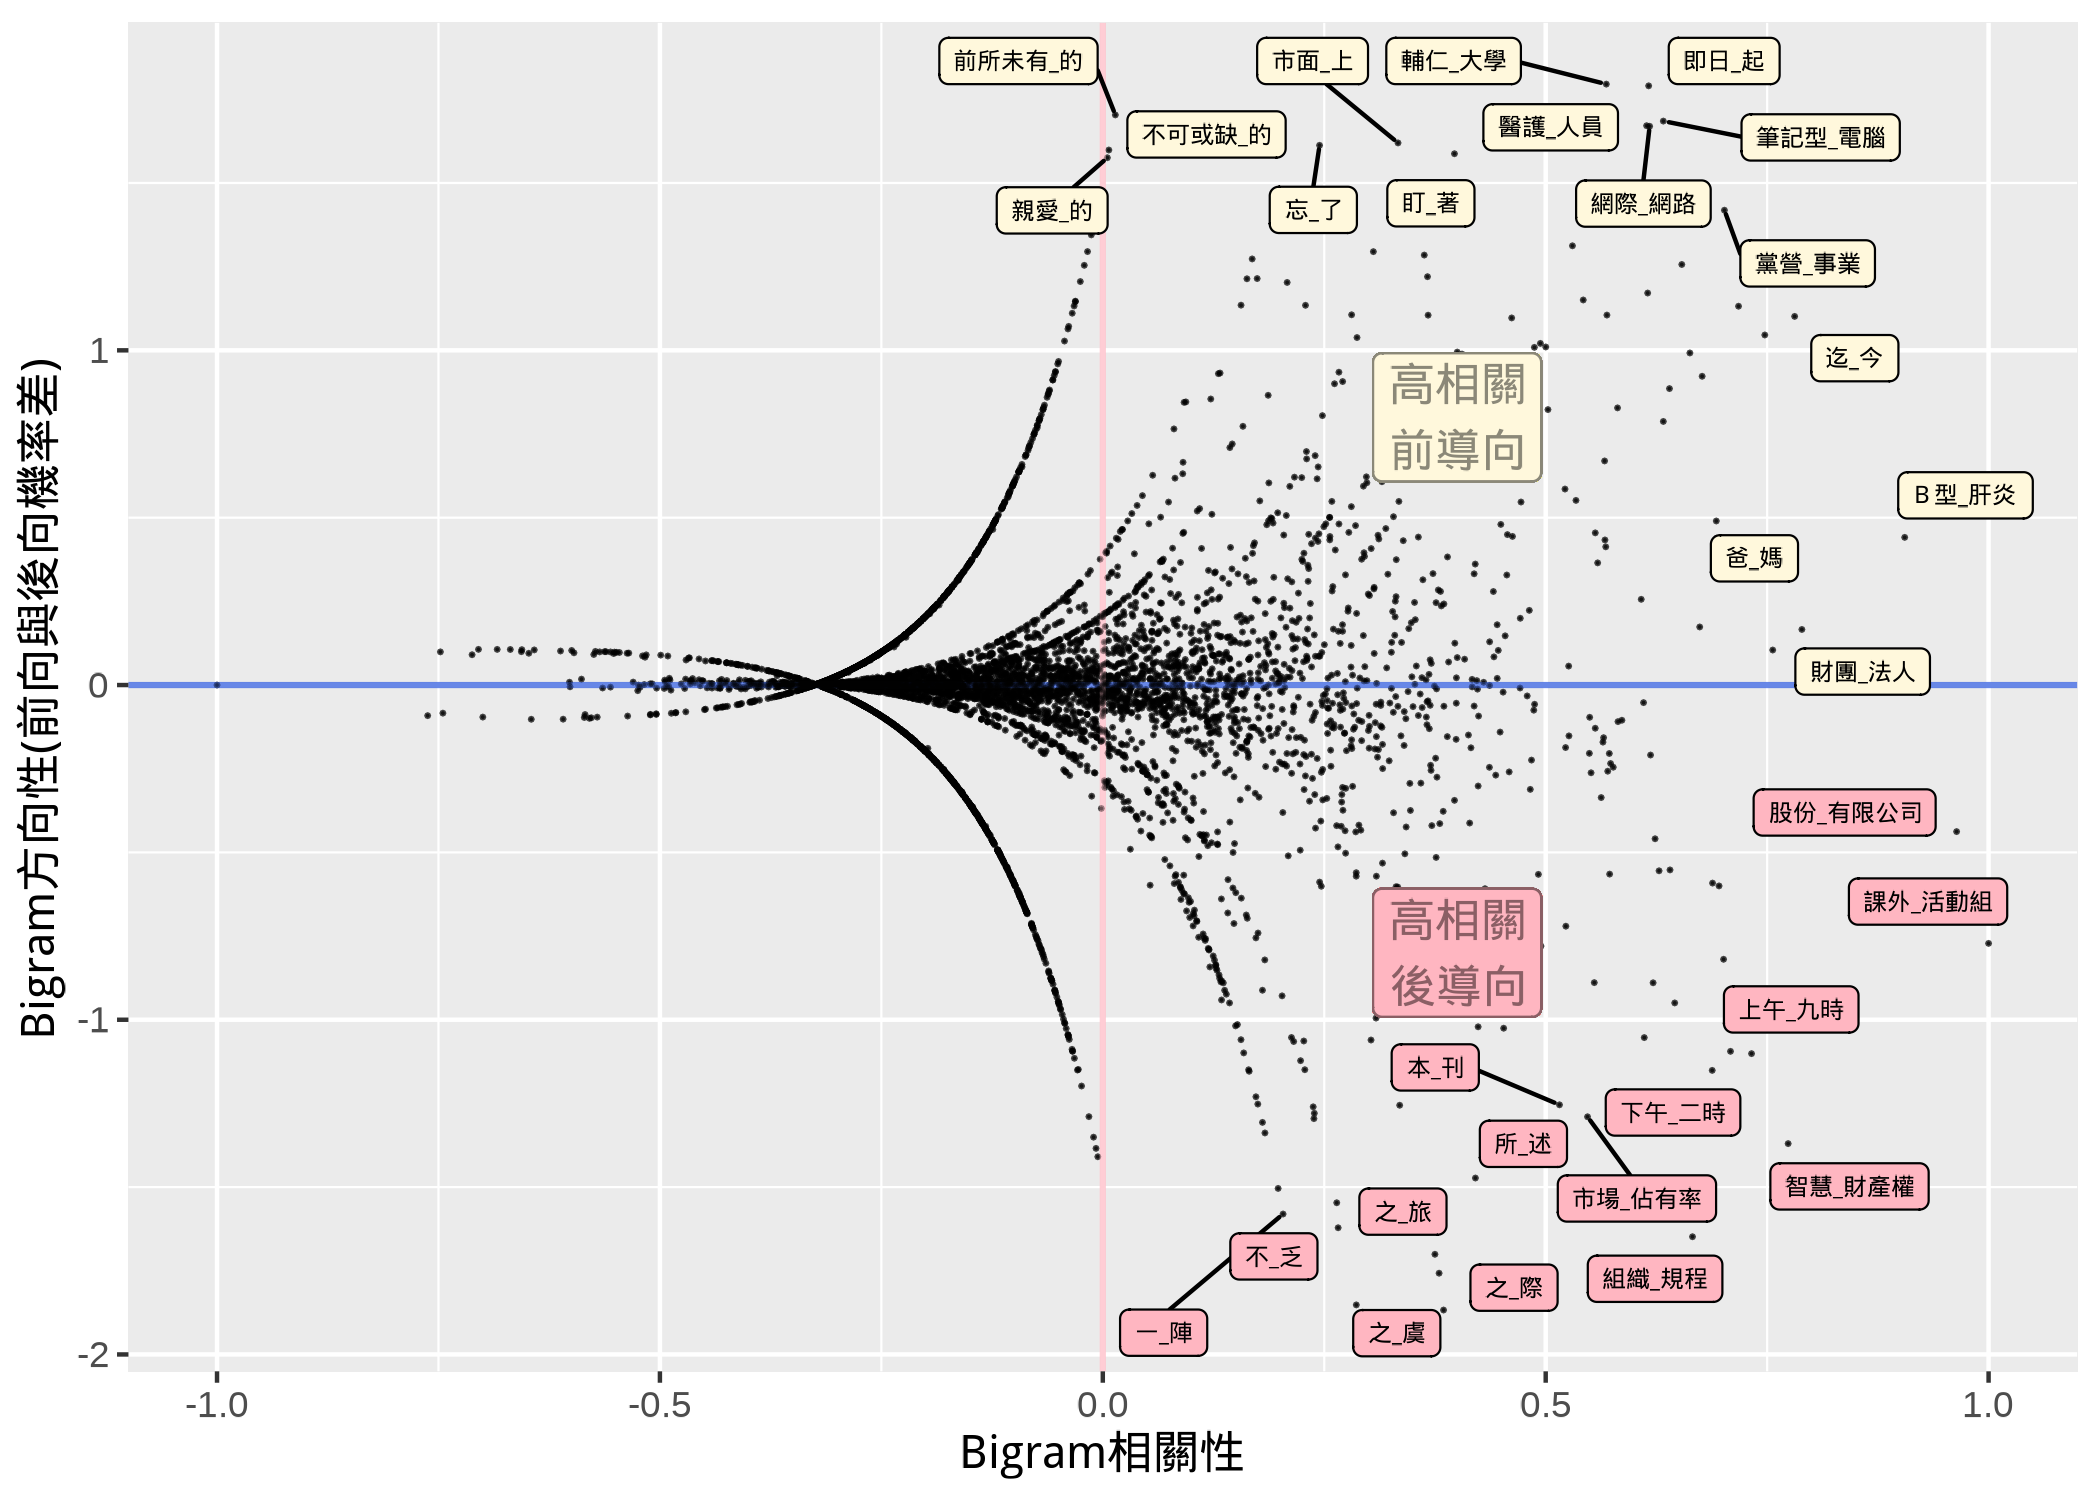 前所未有_的
市面_上
輔仁_大學
即日_起
不可或缺_的
醫護_人員
筆記型_電腦
親愛_的
忘_了
盯_著
網際_網路
黨營_事業
迄_今
高相關
前導向
B型_肝炎
爸_媽
財團_法人
股份_有限公司
課外_活動組
高相關
後導向
上午_九時
本_刊
下午_二時
所_述
智慧_財產權
市場_佔有率
之_旅
不_乏
組織_規程
之_際
一_陣
之_虞
1
0
-1
-2
-1.0
-0.5
0.0
0.5
1.0
Bigram相關性
Bigram方向性(前向與後向機率差)